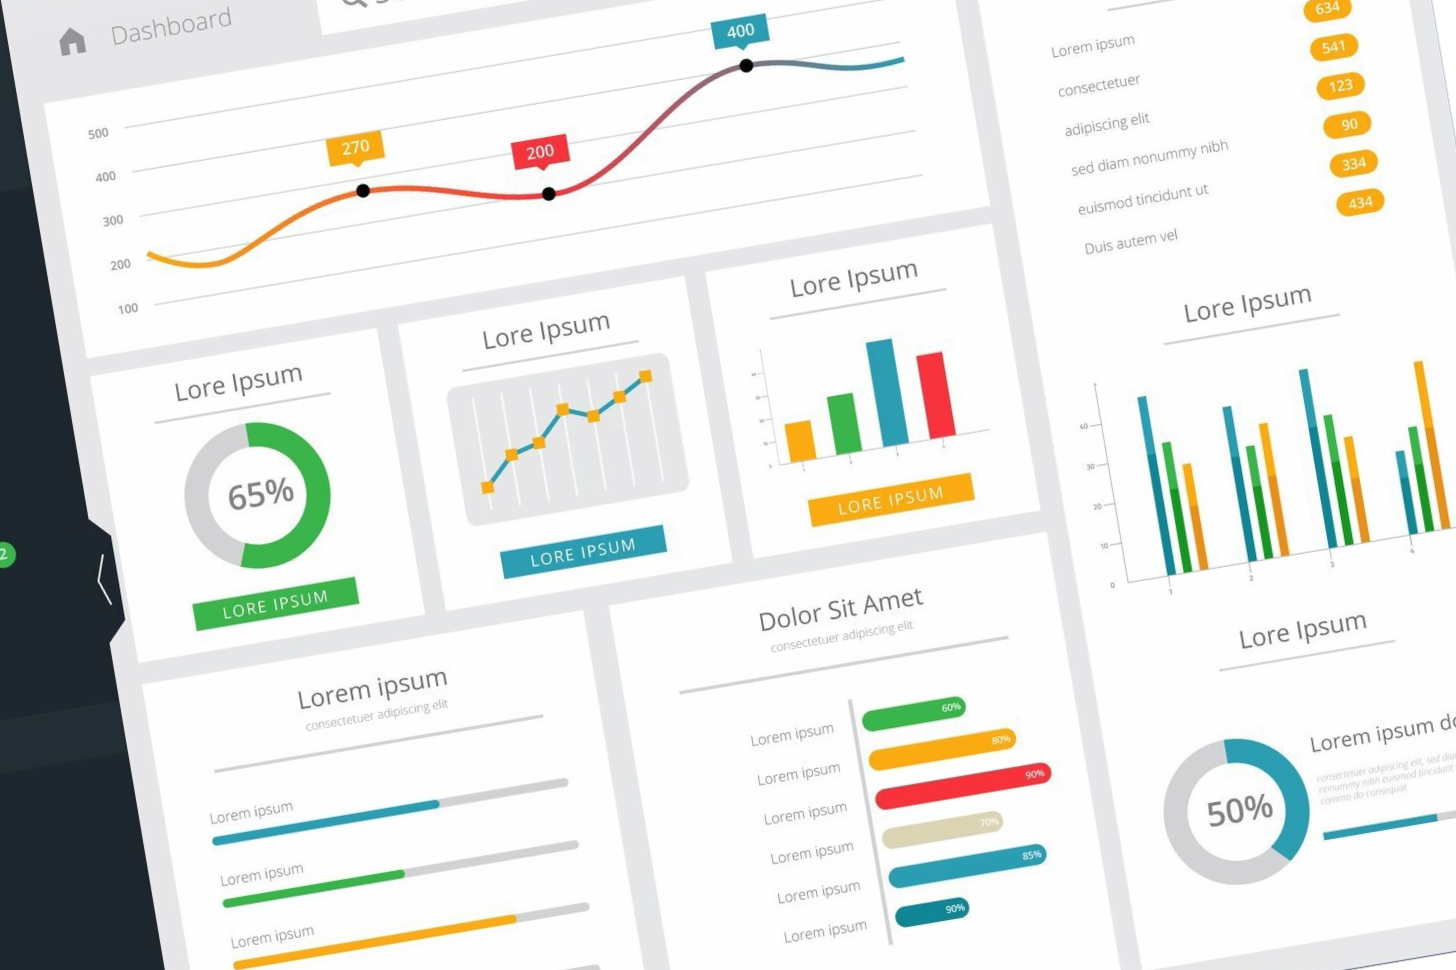 Dashboard
500
400
300
200
100
270
200
400
634
Lorem ipsum
541
consectetuer
123
adipiscing elit
90
sed diam nonummy nibh
334
euismod tincidunt ut
434
Duis autem vel
Lore Ipsum
65%
LORE IPSUM
Lore Ipsum
LORE IPSUM
Lore Ipsum
LORE IPSUM
Lore Ipsum
40
30
20
10
0
1
2
3
4
Lorem ipsum
consectetuer adipiscing elit
Lorem ipsum
Lorem ipsum
Lorem ipsum
Dolor Sit Amet
consectetuer adipiscing elit
Lorem ipsum
60%
Lorem ipsum
80%
Lorem ipsum
90%
Lorem ipsum
70%
Lorem ipsum
85%
Lorem ipsum
90%
Lore Ipsum
50%
Lorem ipsum do
consectetuer adipiscing elit, sed dia
nonummy nibh euismod tincidunt
commo do consequat
2